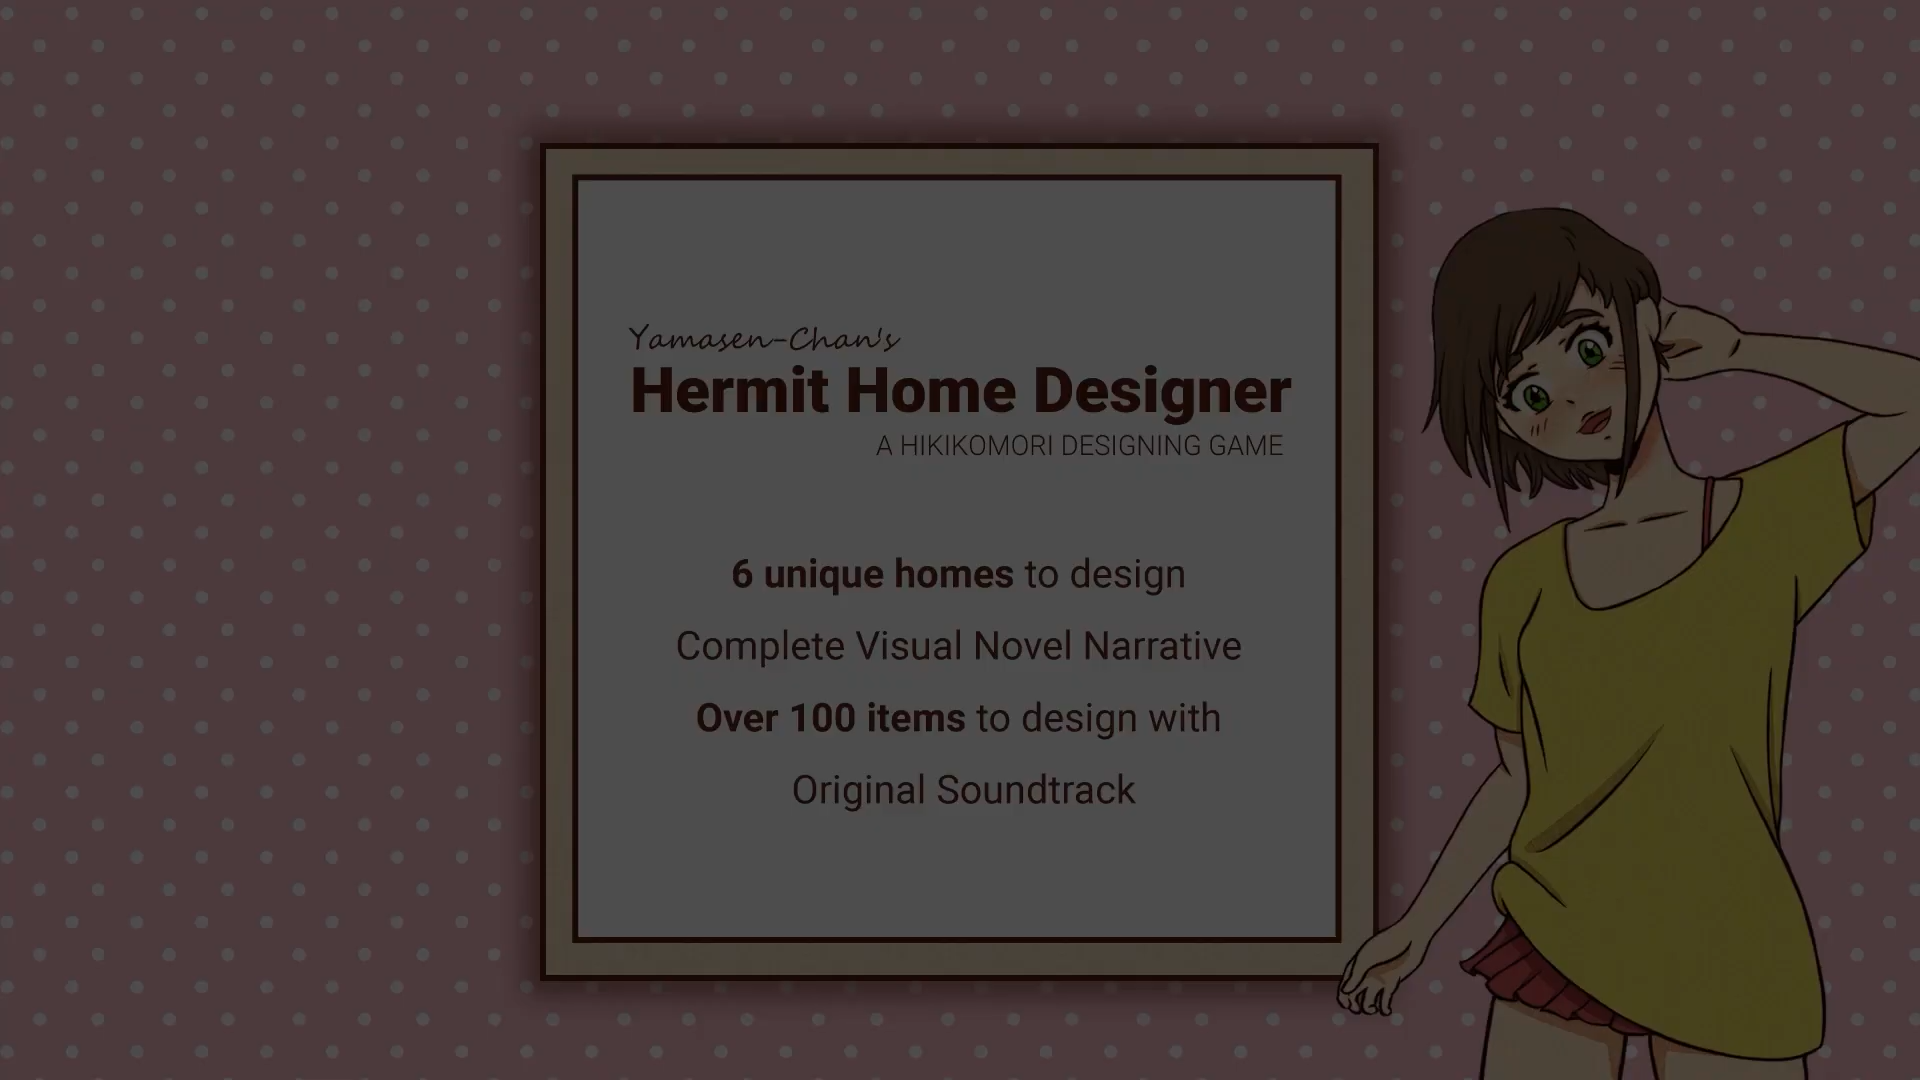 Yamasen-Chan's
Hermit Home Designer
A HIKIKOMORI DESIGNING GAME
6 unique homes to design
Complete Visual Novel Narrative
Over 100 items to design with
Original Soundtrack